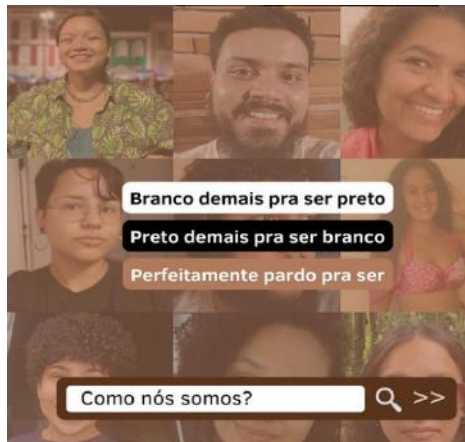 Branco demais pra ser preto
Preto demais pra ser branco
Perfeitamente pardo pra ser
Como nós somos? >>